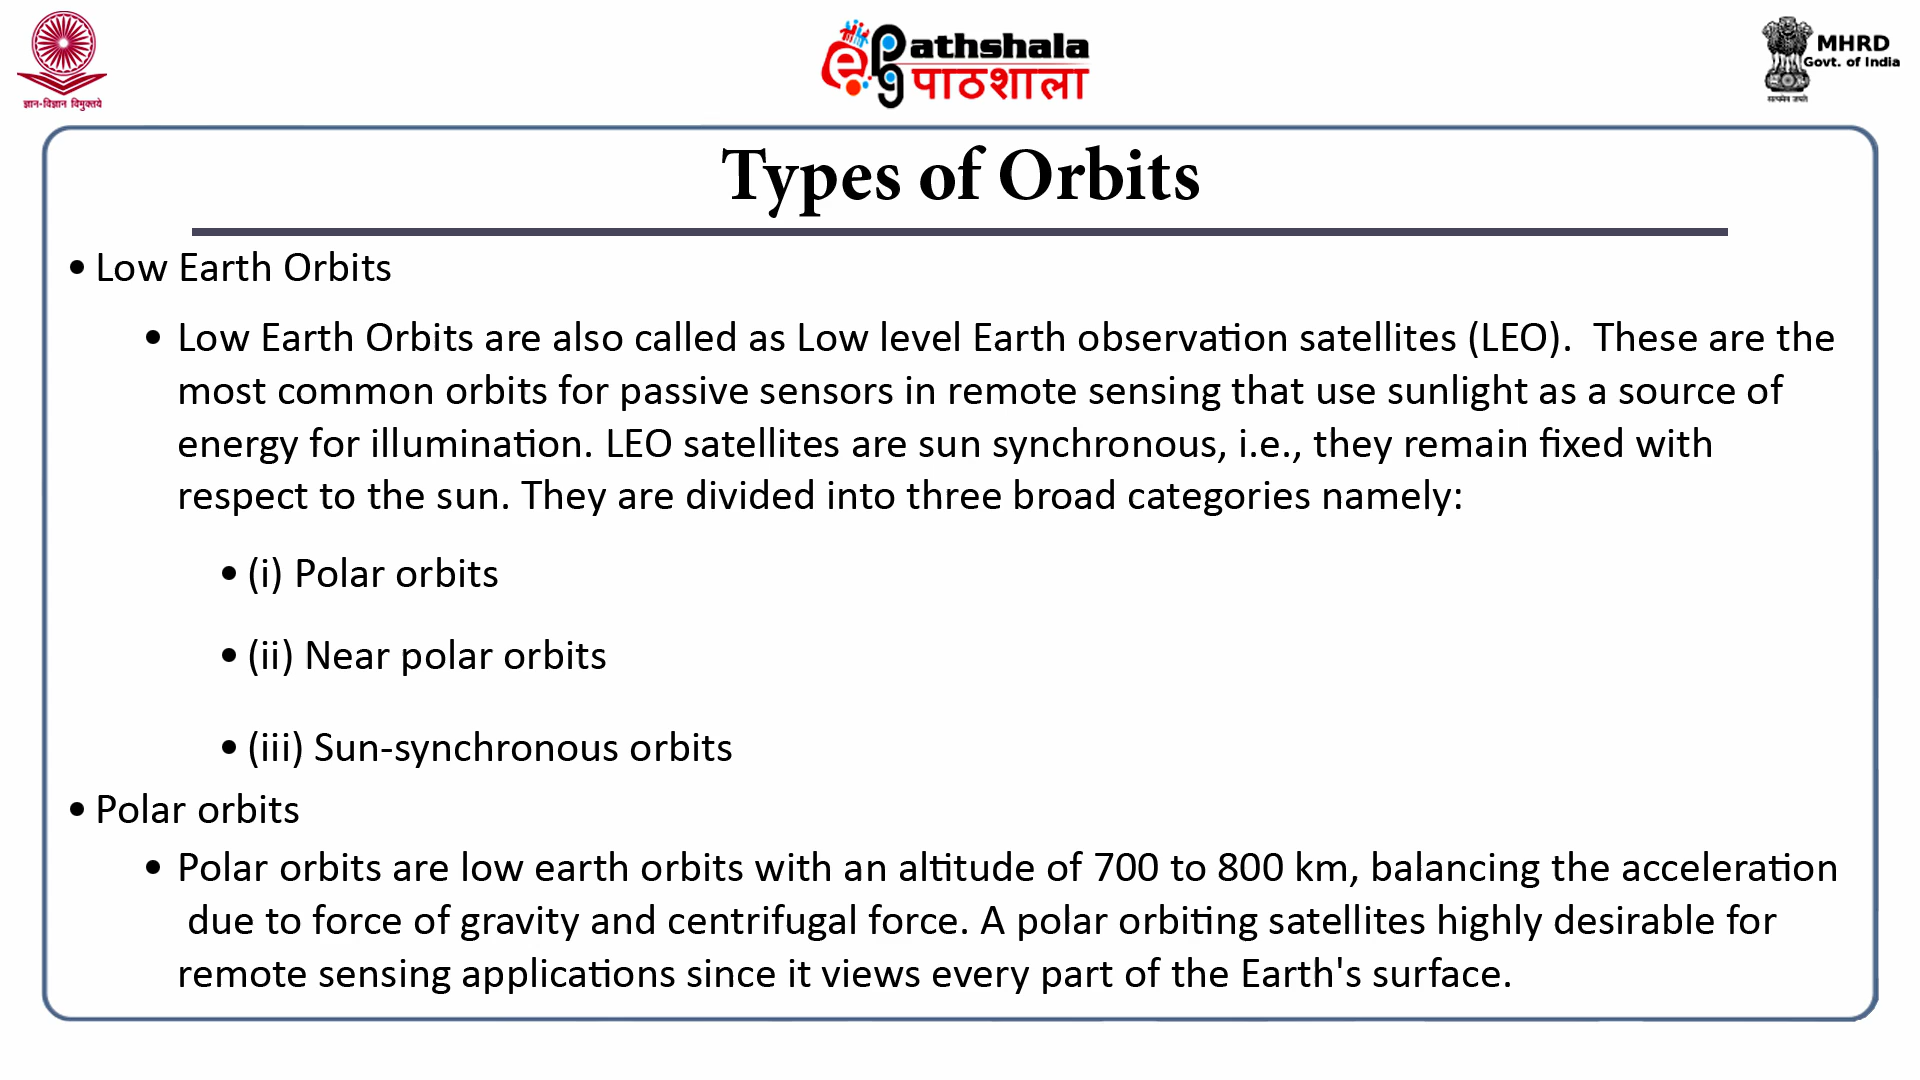 ज्ञान-विज्ञान विमुक्तये
ePG Pathshala
पाठशाला
MHRD
Govt. of India
सत्यमेव जयते
Types of Orbits
• Low Earth Orbits
• Low Earth Orbits are also called as Low level Earth observation satellites (LEO).  These are the
most common orbits for passive sensors in remote sensing that use sunlight as a source of
energy for illumination. LEO satellites are sun synchronous, i.e., they remain fixed with
respect to the sun. They are divided into three broad categories namely:
• (i) Polar orbits
• (ii) Near polar orbits
• (iii) Sun-synchronous orbits
• Polar orbits
• Polar orbits are low earth orbits with an altitude of 700 to 800 km, balancing the acceleration
due to force of gravity and centrifugal force. A polar orbiting satellites highly desirable for
remote sensing applications since it views every part of the Earth's surface.